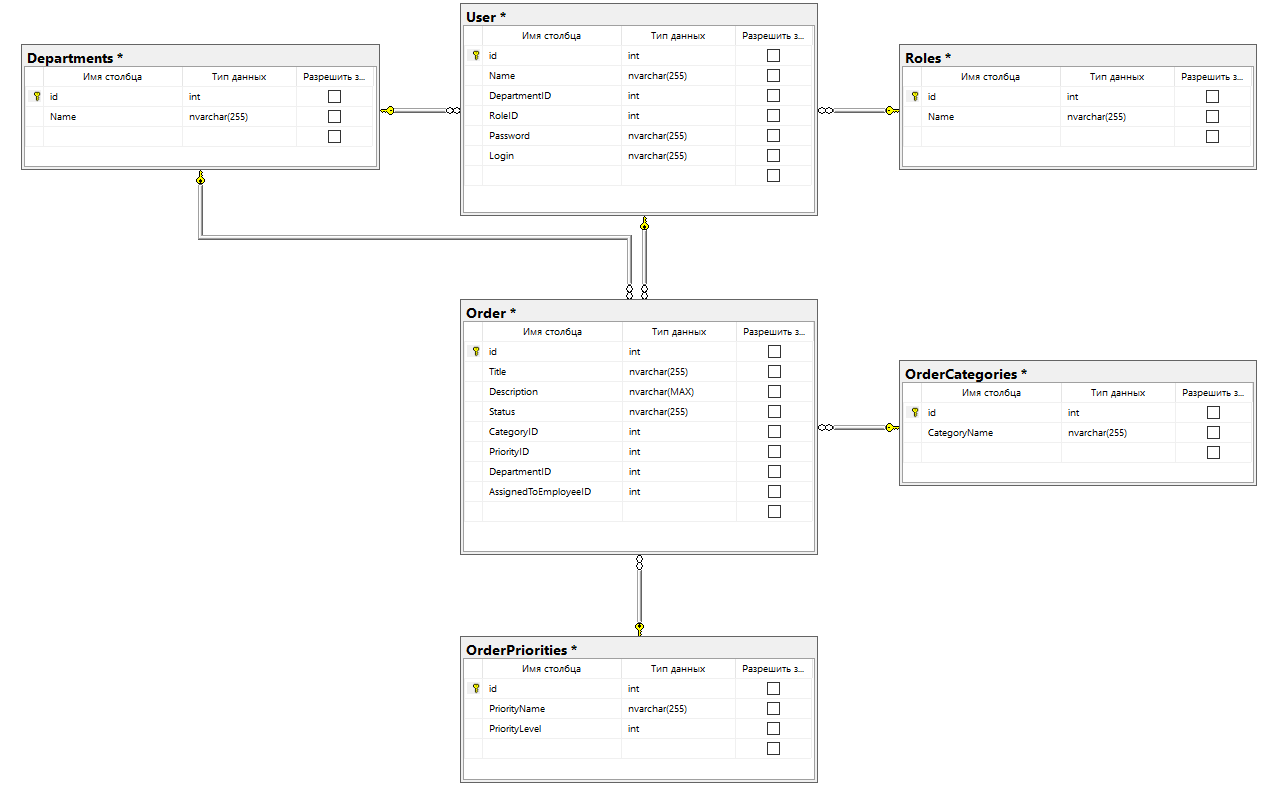 User *
Имя столбца Тип данных Разрешить з...
id int
Name nvarchar(255)
DepartmentID int
RoleID int
Password nvarchar(255)
Login nvarchar(255)
Departments *
Имя столбца Тип данных Разрешить з...
id int
Name nvarchar(255)
Roles *
Имя столбца Тип данных Разрешить з...
id int
Name nvarchar(255)
Order *
Имя столбца Тип данных Разрешить з...
id int
Title nvarchar(255)
Description nvarchar(MAX)
Status nvarchar(255)
CategoryID int
PriorityID int
DepartmentID int
AssignedToEmployeeID int
OrderCategories *
Имя столбца Тип данных Разрешить з...
id int
CategoryName nvarchar(255)
OrderPriorities *
Имя столбца Тип данных Разрешить з...
id int
PriorityName nvarchar(255)
PriorityLevel int